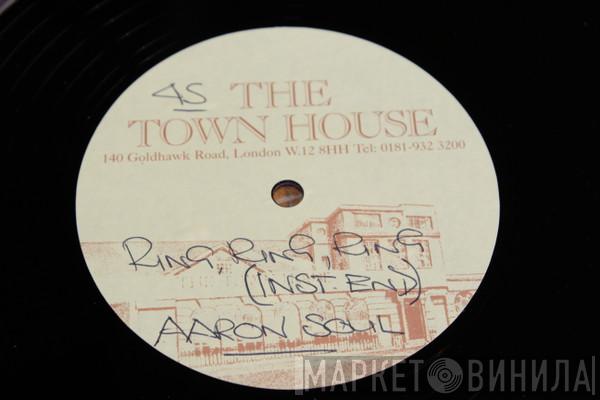 45 THE
TOWN HOUSE
140 Goldhawk Road, London W.12 8HH Tel: 0181-932 3200
RING, RING, RING
(INST. END)
AARON SOUL
МАРКЕТ ВИНИЛА